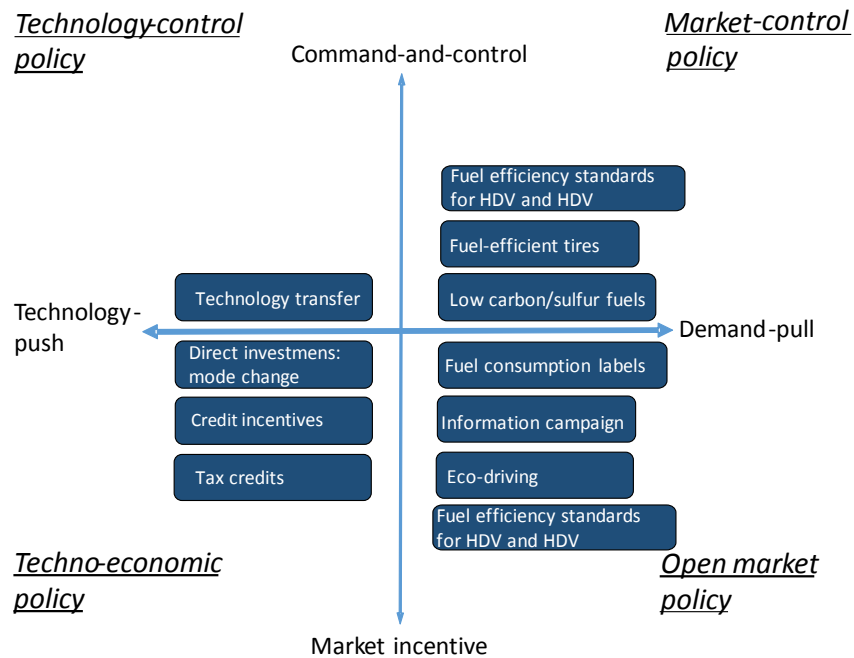 Technology-control
policy
Market-control
policy
Command-and-control
Fuel efficiency standards
for HDV and HDV
Fuel-efficient tires
Technology transfer
Low carbon/sulfur fuels
Technology-
push
Demand-pull
Direct investmens:
mode change
Fuel consumption labels
Credit incentives
Information campaign
Tax credits
Eco-driving
Fuel efficiency standards
for HDV and HDV
Techno-economic
policy
Open market
policy
Market incentive